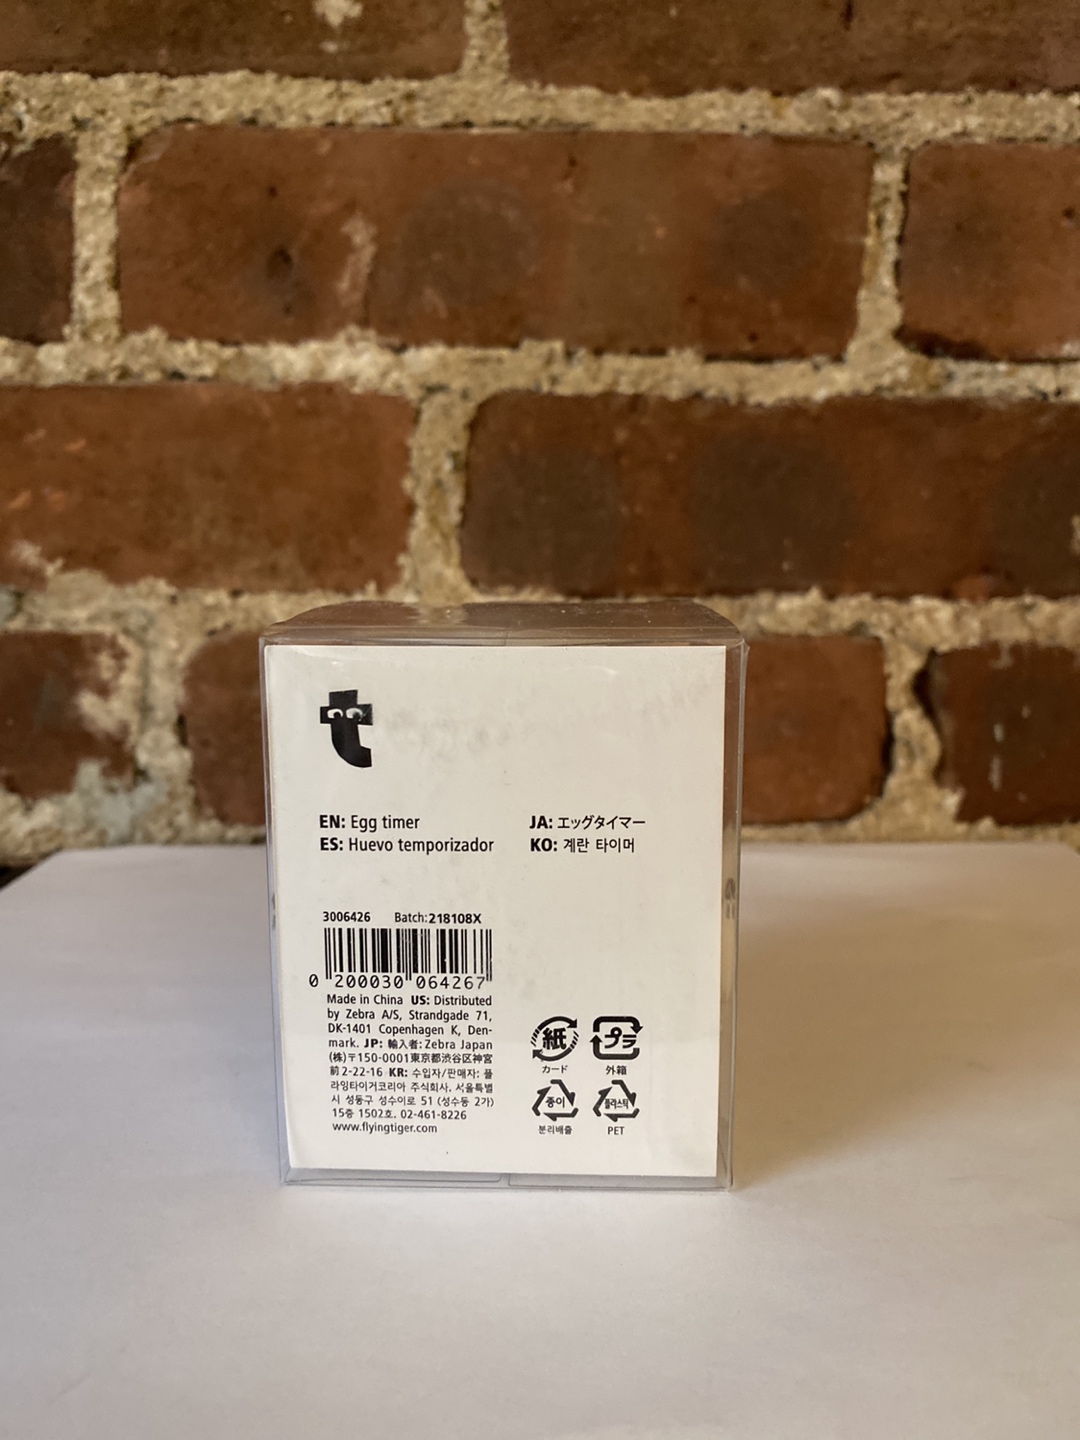 t
EN: Egg timer
ES: Huevo temporizador
JA: エッグタイマー
KO: 계란 타이머
3006426 Batch:218108X
0 200030 064267
Made in China US: Distributed
by Zebra A/S, Strandgade 71,
DK-1401 Copenhagen K, Den-
mark. JP: 輸入者: Zebra Japan
(株)〒150-0001東京都渋谷区神宮
前2-22-16 KR: 수입자/판매자: 플
라잉타이거코리아 주식회사. 서울특별
시 성동구 성수이로 51 (성수동 2가)
15층 1502호. 02-461-8226
www.flyingtiger.com
紙
カード
プラ
外箱
종이
분리배출
플라스틱
PET